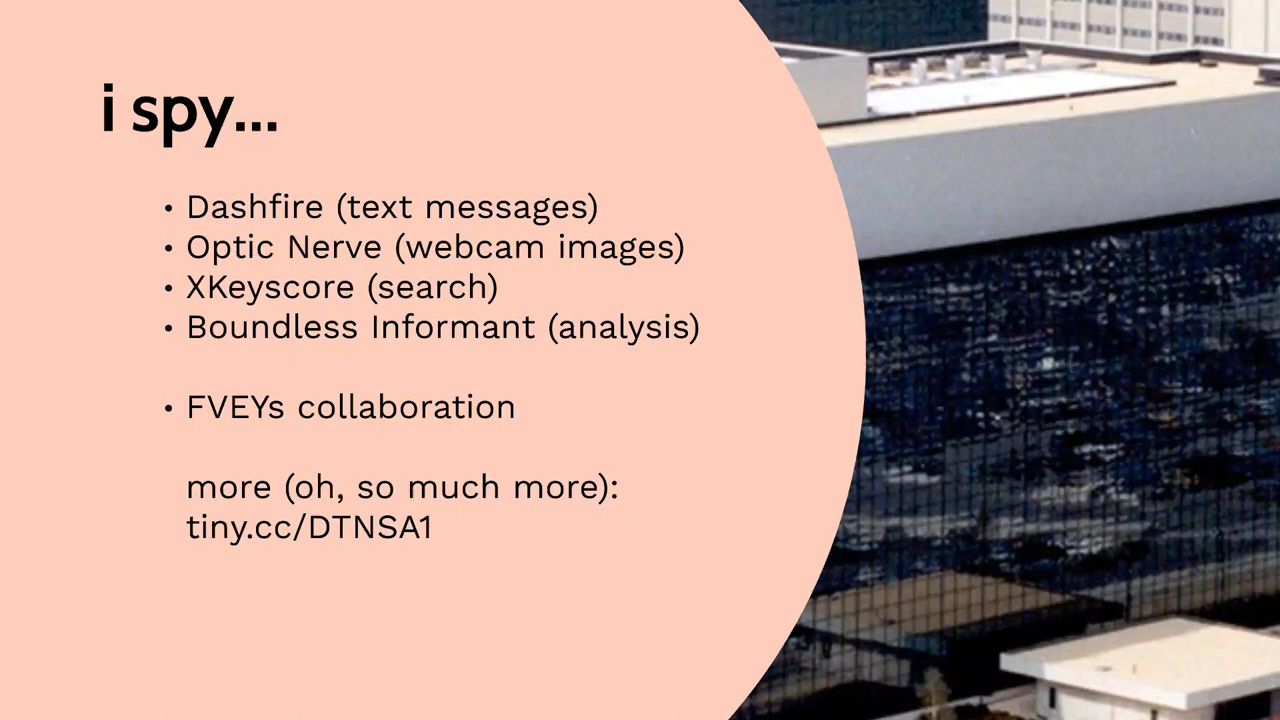 i spy...
• Dashfire (text messages)
• Optic Nerve (webcam images)
• XKeyscore (search)
• Boundless Informant (analysis)
• FVEYs collaboration
more (oh, so much more):
tiny.cc/DTNSA1